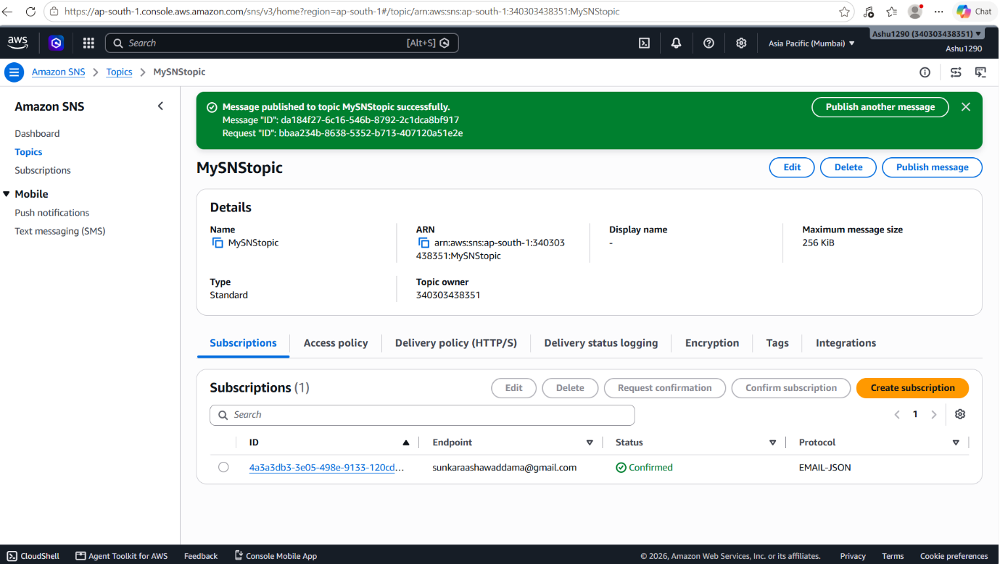 https://ap-south-1.console.aws.amazon.com/sns/v3/home?region=ap-south-1#/topic/arn:aws:sns:ap-south-1:340303438351:MySNStopic
Chat
aws
Search
[Alt+S]
Asia Pacific (Mumbai)
Ashu1290 (340303438351)
Ashu1290
Amazon SNS
Topics
MySNStopic
Amazon SNS
Dashboard
Topics
Subscriptions
Mobile
Push notifications
Text messaging (SMS)
Message published to topic MySNStopic successfully.
Message "ID": da184f27-6c16-546b-8792-2c1dca8bf917
Request "ID": bbaa234b-8638-5352-b713-407120a51e2e
Publish another message
MySNStopic
Edit
Delete
Publish message
Details
Name
MySNStopic
ARN
arn:aws:sns:ap-south-1:340303
438351:MySNStopic
Display name
-
Maximum message size
256 KiB
Type
Standard
Topic owner
340303438351
Subscriptions
Access policy
Delivery policy (HTTP/S)
Delivery status logging
Encryption
Tags
Integrations
Subscriptions (1)
Edit
Delete
Request confirmation
Confirm subscription
Create subscription
Search
1
ID
Endpoint
Status
Protocol
4a3a3db3-3e05-498e-9133-120cd...
sunkaraashawaddama@gmail.com
Confirmed
EMAIL-JSON
CloudShell
Agent Toolkit for AWS
Feedback
Console Mobile App
© 2026, Amazon Web Services, Inc. or its affiliates.
Privacy
Terms
Cookie preferences